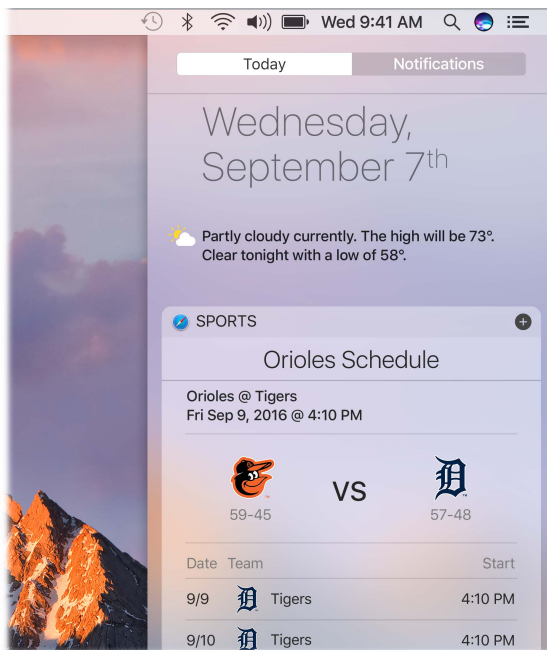 Wed 9:41 AM
Today Notifications
Wednesday,
September 7th
Partly cloudy currently. The high will be 73°.
Clear tonight with a low of 58°.
SPORTS
Orioles Schedule
Orioles @ Tigers
Fri Sep 9, 2016 @ 4:10 PM
VS
59-45 57-48
Date Team Start
9/9 Tigers 4:10 PM
9/10 Tigers 4:10 PM